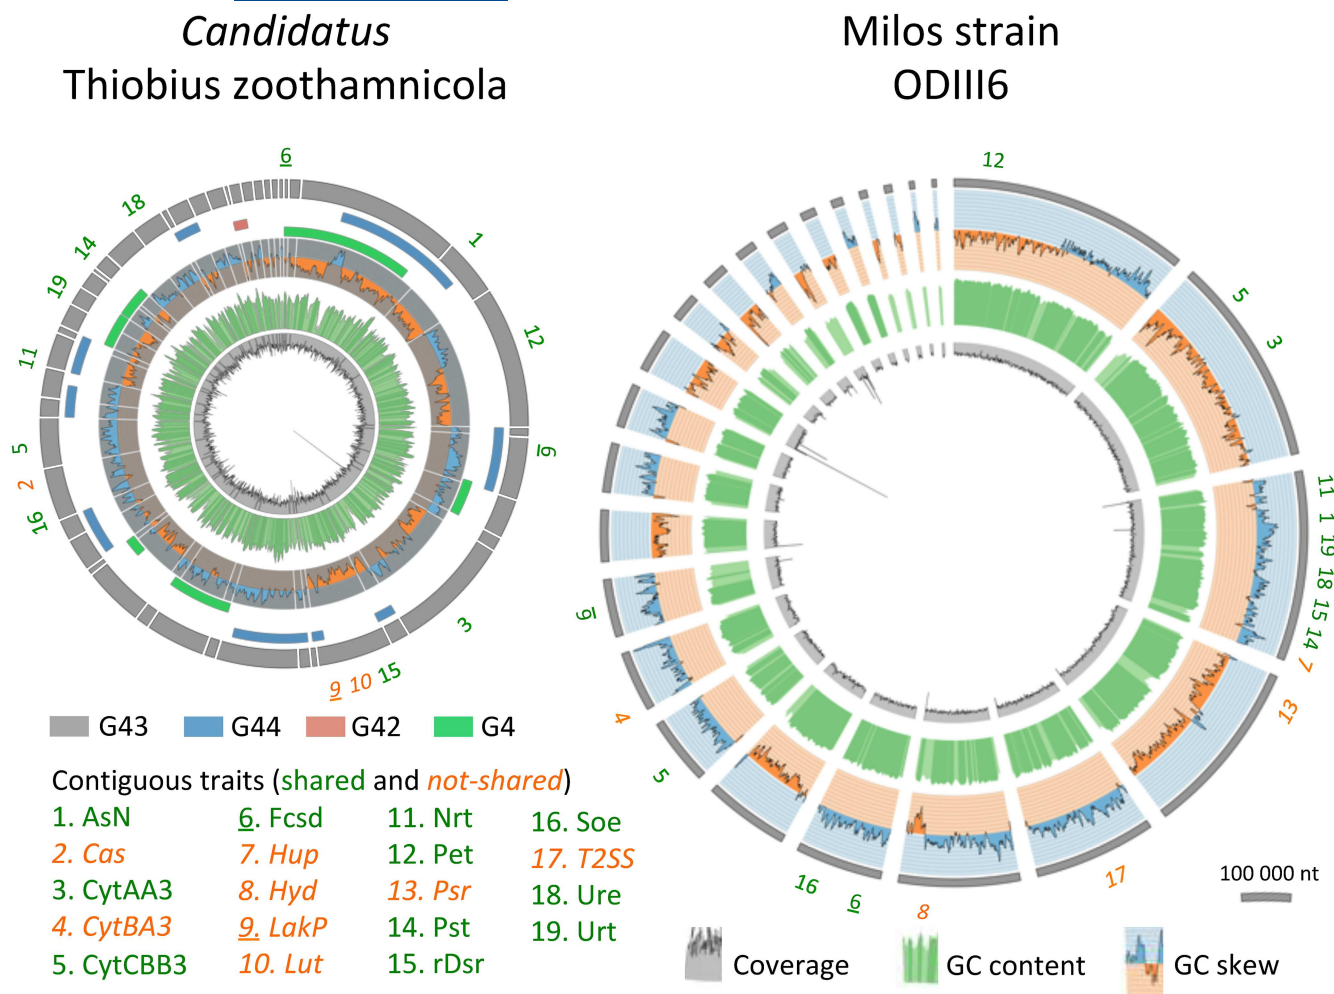 Candidatus
Thiobius zoothamnicola
6
1
12
6
3
15
10
9
16
2
5
11
19
14
18
G43
G44
G42
G4
Contiguous traits (shared and not-shared)
1. AsN
2. Cas
3. CytAA3
4. CytBA3
5. CytCBB3
6. Fcsd
7. Hup
8. Hyd
9. LakP
10. Lut
11. Nrt
12. Pet
13. Psr
14. Pst
15. rDsr
16. Soe
17. T2SS
18. Ure
19. Urt
Milos strain
ODIII6
12
5
3
11
1
19
18
15
14
7
13
17
8
6
16
5
4
6
100 000 nt
Coverage
GC content
GC skew